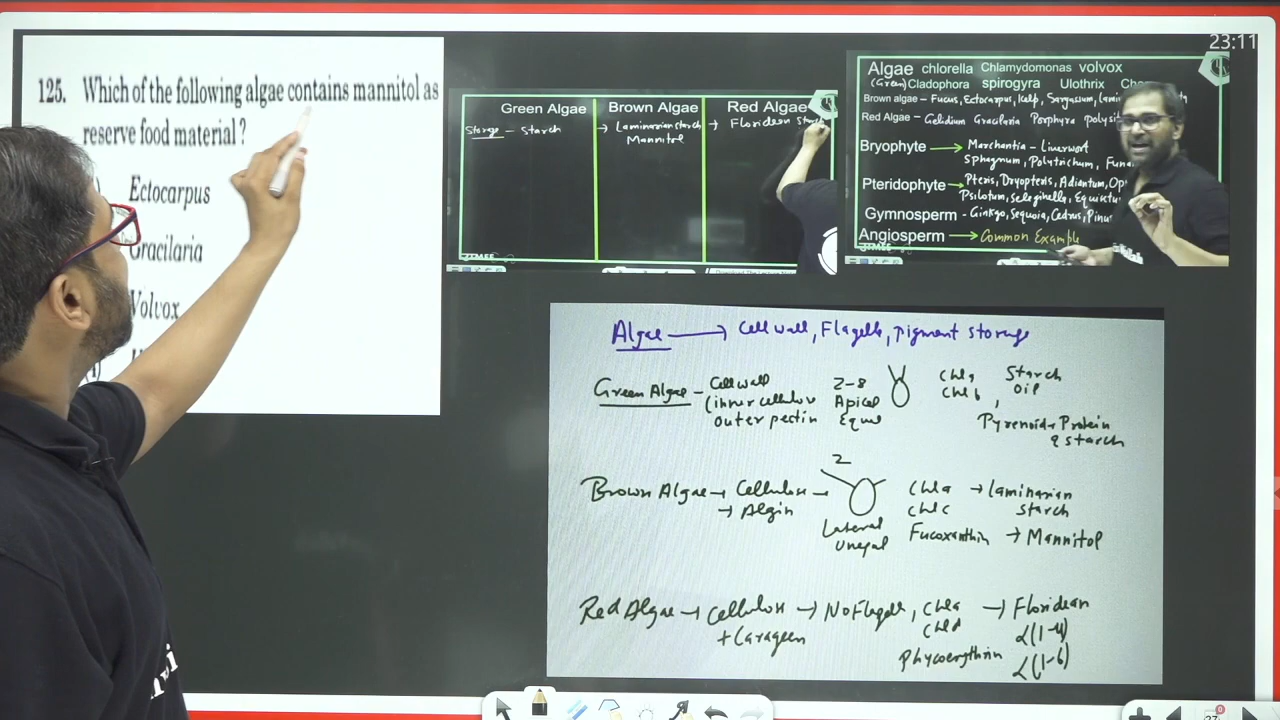 23:11
125. Which of the following algae contains mannitol as
reserve food material?
Ectocarpus
Gracilaria
Volvox
Green Algae Brown Algae Red Algae
Storage – Starch → Laminarian starch → Floridean starch
Mannitol
Algae chlorella Chlamydomonas volvox
(Green) Cladophora spirogyra Ulothrix
Brown algae – Fucus, Ectocarpus, Kelp, Sargassum,
Red Algae – Gelidium Gracilaria Porphyra
Bryophyte → Marchantia – Liverwort
Sphagnum, Polytrichum,
Pteridophyte → Pteris, Dryopteris, Adiantum,
Psilotum, Selaginella,
Gymnosperm - Ginkgo, Sequoia, Cedrus, Pinus
Angiosperm → Common Example
Algae → Cell wall, Flagella, pigment storage
Green Algae – Cell wall 2-8 Chl a Starch
(inner cellulose Apical Chl b, Oil
outer pectin Equal Pyrenoid → Protein
& starch
2
Brown Algae → Cellulose → Chl a → laminarian
→ Algin Chl c starch
Lateral Fucoxanthin → Mannitol
unequal
Red Algae → Cellulose → No Flagella, Chl a → Floridean
+ Carageen Chl d α(1-4)
phycoerythrin α(1-6)
27